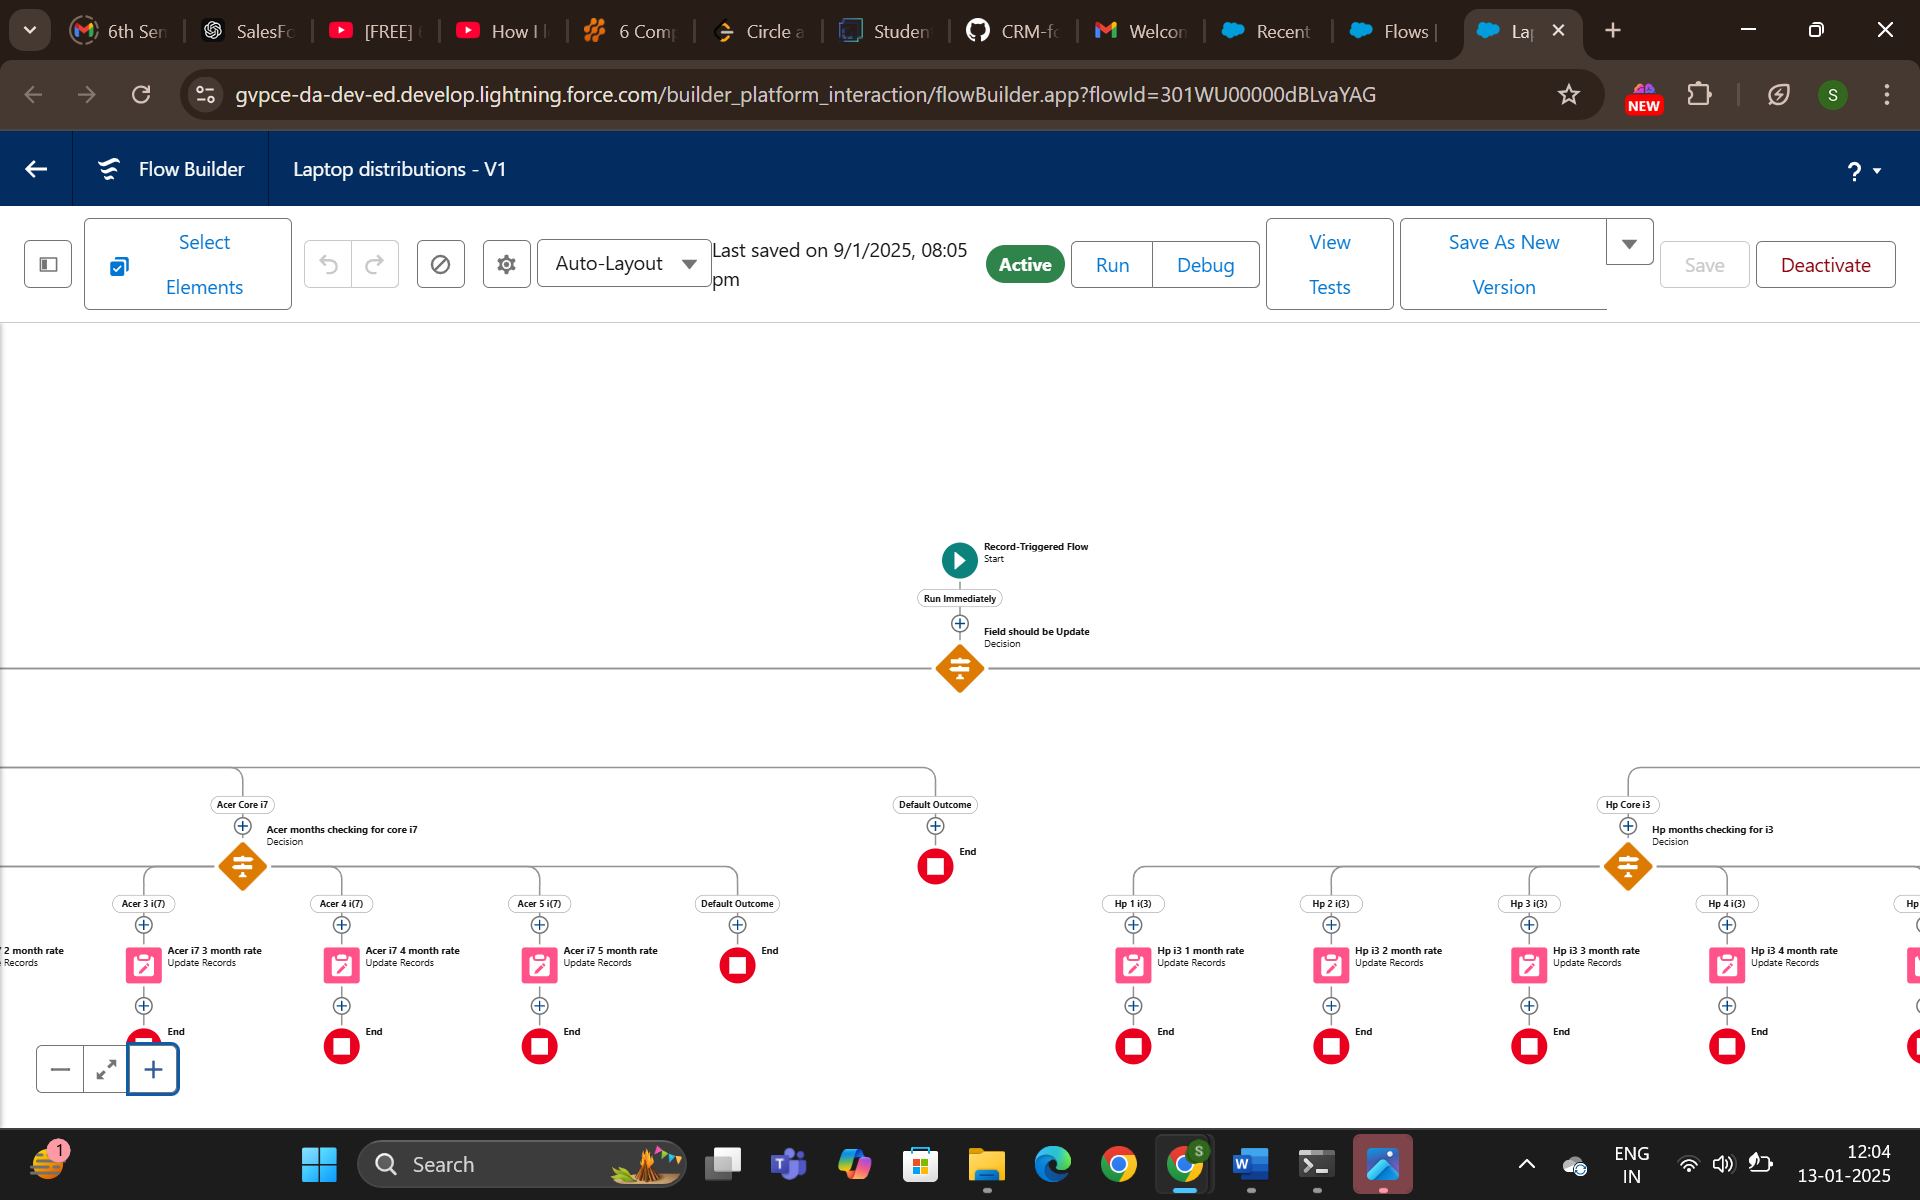 6th Sen
SalesFo
[FREE] 6
How I l
6 Comp
Circle a
Studen
CRM-fo
Welcon
Recent
Flows |
Lap
gvpce-da-dev-ed.develop.lightning.force.com/builder_platform_interaction/flowBuilder.app?flowId=301WU00000dBLvaYAG
NEW
S
Flow Builder
Laptop distributions - V1
?
Select
Elements
Auto-Layout
Last saved on 9/1/2025, 08:05
pm
Active
Run
Debug
View
Tests
Save As New
Version
Save
Deactivate
Record-Triggered Flow
Start
Run Immediately
Field should be Update
Decision
Acer Core i7
Default Outcome
Hp Core i3
Acer months checking for core i7
Decision
Hp months checking for i3
Decision
End
Acer 3 i(7)
Acer 4 i(7)
Acer 5 i(7)
Default Outcome
Hp 1 i(3)
Hp 2 i(3)
Hp 3 i(3)
Hp 4 i(3)
Hp
7 2 month rate
Records
Acer i7 3 month rate
Update Records
Acer i7 4 month rate
Update Records
Acer i7 5 month rate
Update Records
End
Hp i3 1 month rate
Update Records
Hp i3 2 month rate
Update Records
Hp i3 3 month rate
Update Records
Hp i3 4 month rate
Update Records
End
End
End
End
End
End
End
1
Search
S
ENG
IN
12:04
13-01-2025